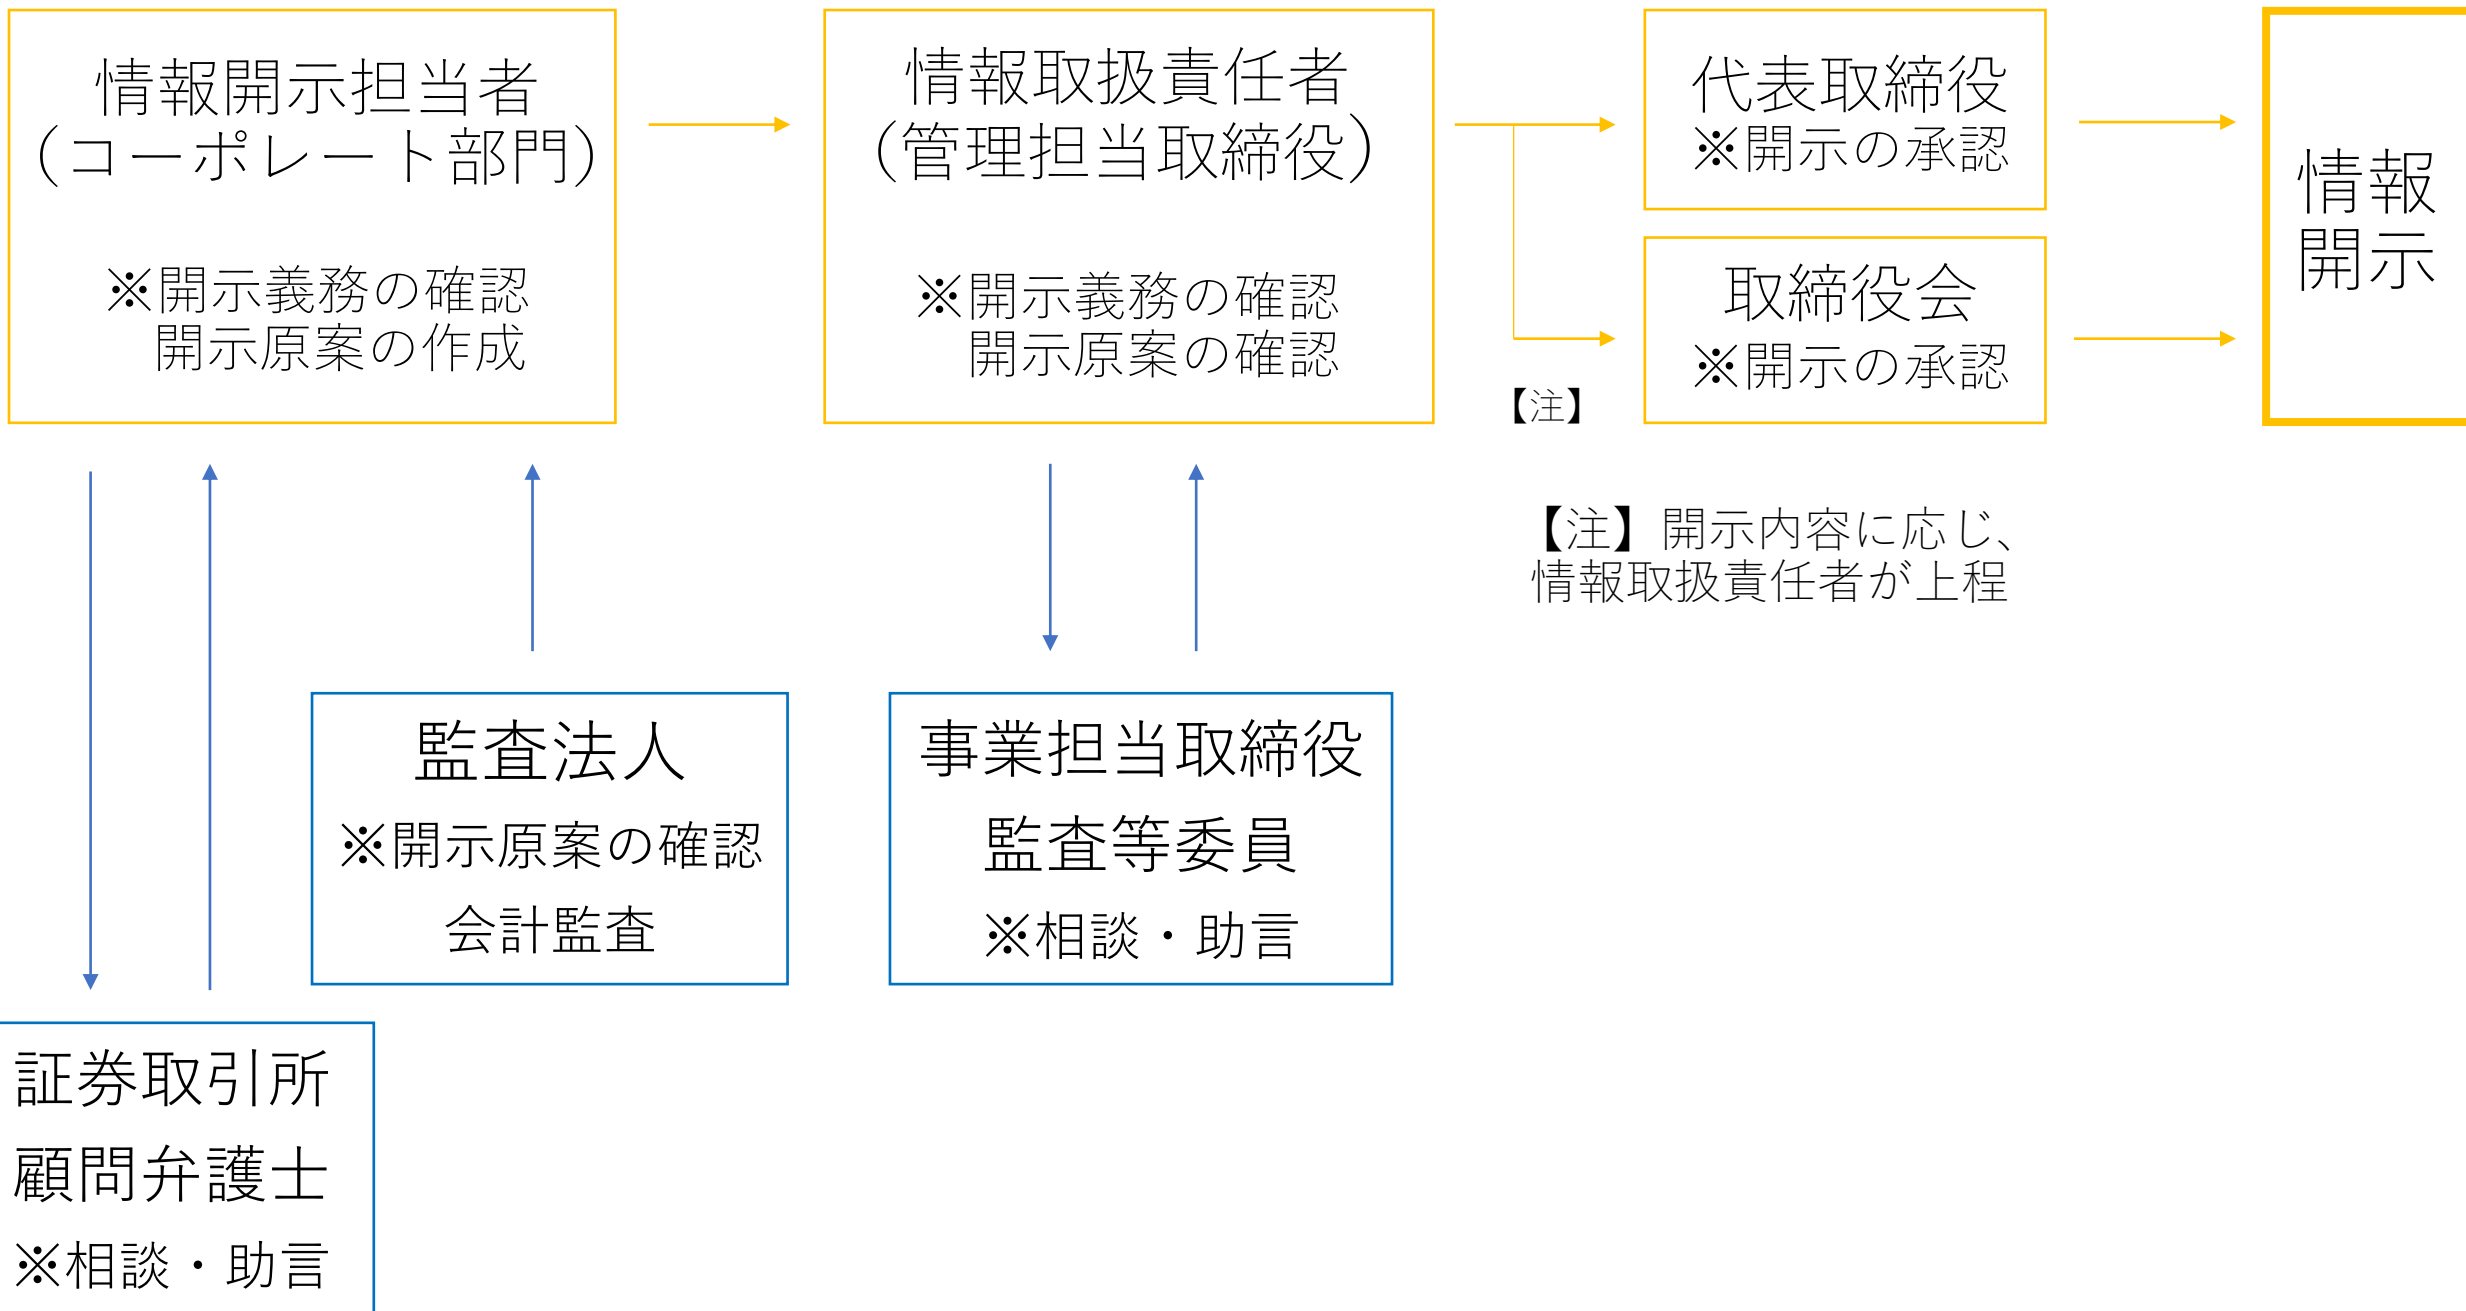 情報開示担当者
（コーポレート部門）
※開示義務の確認
開示原案の作成
情報取扱責任者
（管理担当取締役）
※開示義務の確認
開示原案の確認
代表取締役
※開示の承認
取締役会
※開示の承認
【注】
情報
開示
【注】開示内容に応じ、
情報取扱責任者が上程
監査法人
※開示原案の確認
会計監査
事業担当取締役
監査等委員
※相談・助言
証券取引所
顧問弁護士
※相談・助言